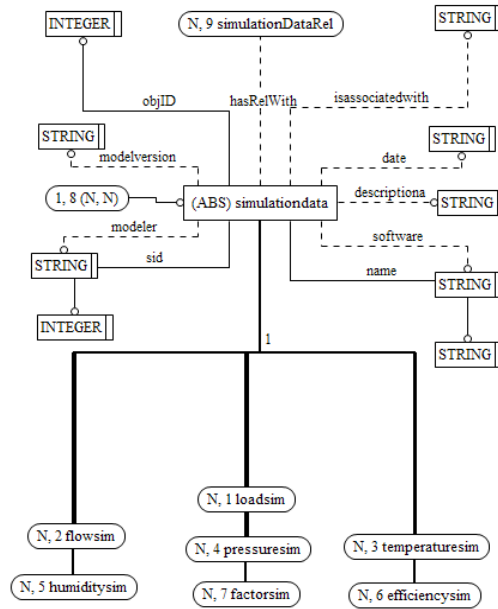 INTEGER
N, 9 simulationDataRel
STRING
objID
hasRelWith
isassociatedwith
STRING
modelversion
date
STRING
1, 8 (N, N)
(ABS) simulationdata
descriptiona
STRING
modeler
software
STRING
sid
name
STRING
INTEGER
STRING
1
N, 1 loadsim
N, 2 flowsim
N, 4 pressuresim
N, 3 temperaturesim
N, 5 humiditysim
N, 7 factorsim
N, 6 efficiencysim